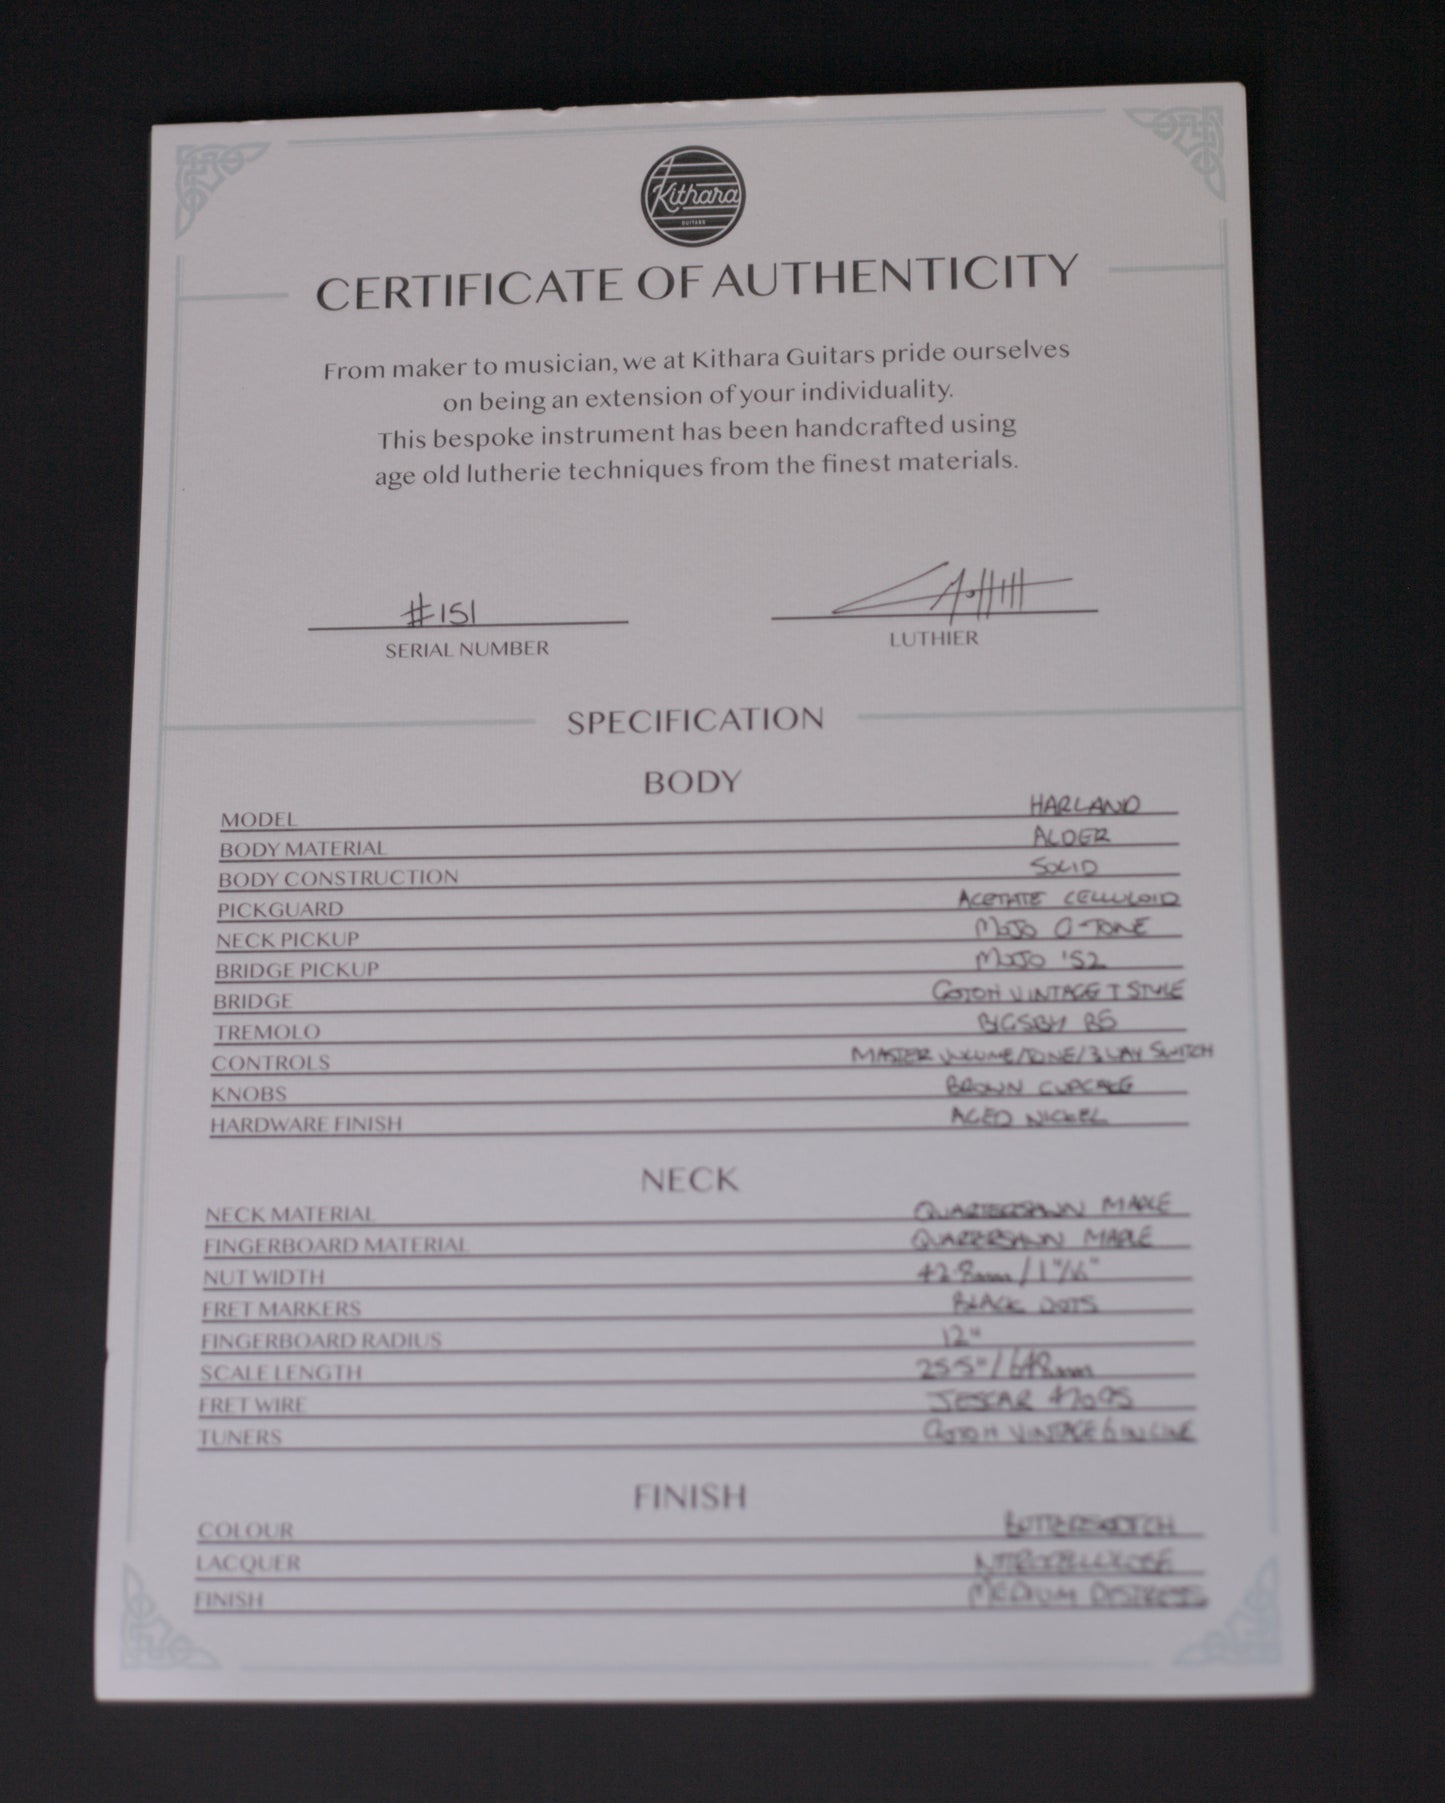 Kithara
GUITARS
CERTIFICATE OF AUTHENTICITY
From maker to musician, we at Kithara Guitars pride ourselves
on being an extension of your individuality.
This bespoke instrument has been handcrafted using
age old lutherie techniques from the finest materials.
#151
SERIAL NUMBER
LUTHIER
SPECIFICATION
BODY
MODEL HARLAND
BODY MATERIAL ALDER
BODY CONSTRUCTION SOLID
PICKGUARD ACETATE CELLULOID
NECK PICKUP MOJO O-TONE
BRIDGE PICKUP MOJO '52
BRIDGE GOTOH VINTAGE T STYLE
TREMOLO BIGSBY B5
CONTROLS MASTER VOLUME/TONE/3 WAY SWITCH
KNOBS BROWN CUPCAKE
HARDWARE FINISH AGED NICKEL
NECK
NECK MATERIAL QUARTERSAWN MAPLE
FINGERBOARD MATERIAL QUARTERSAWN MAPLE
NUT WIDTH 42.8mm /
FRET MARKERS BLACK DOTS
FINGERBOARD RADIUS 12"
SCALE LENGTH 25.5" / 648mm
FRET WIRE JESCAR
TUNERS GOTOH VINTAGE 6 IN LINE
FINISH
COLOUR BUTTERSCOTCH
LACQUER NITROCELLULOSE
FINISH MEDIUM DISTRESS